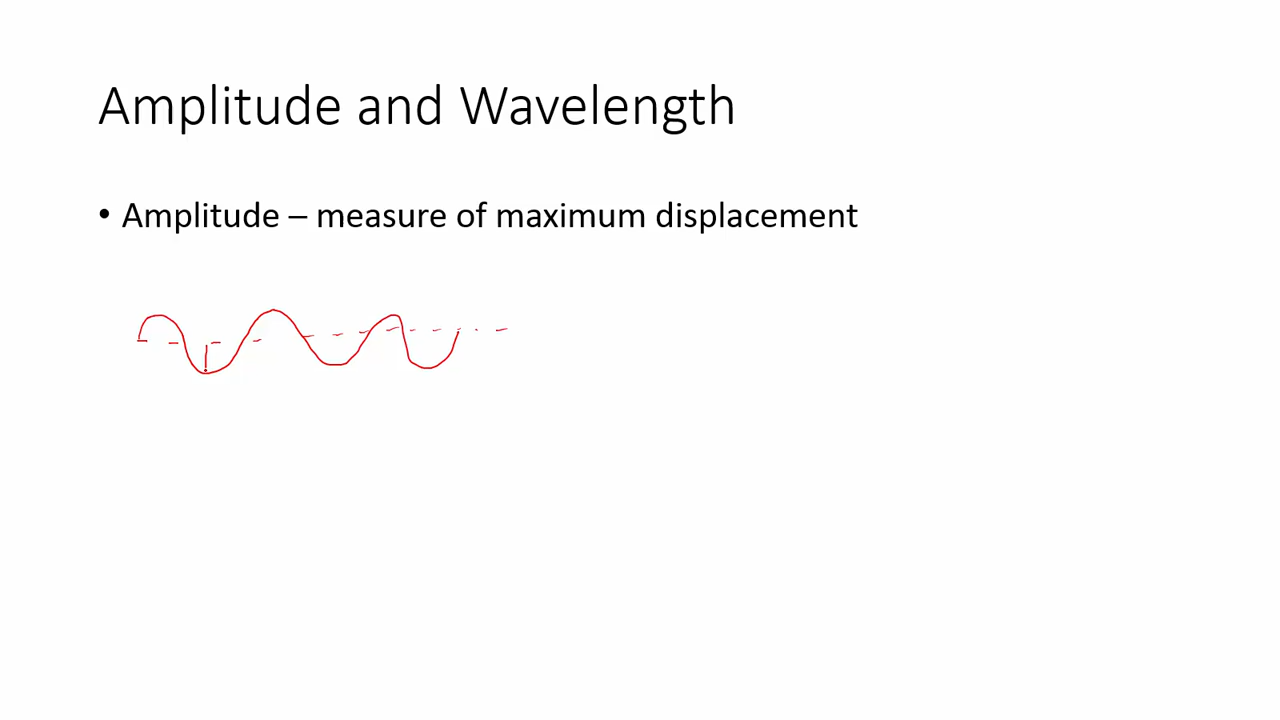 Amplitude and Wavelength
• Amplitude – measure of maximum displacement